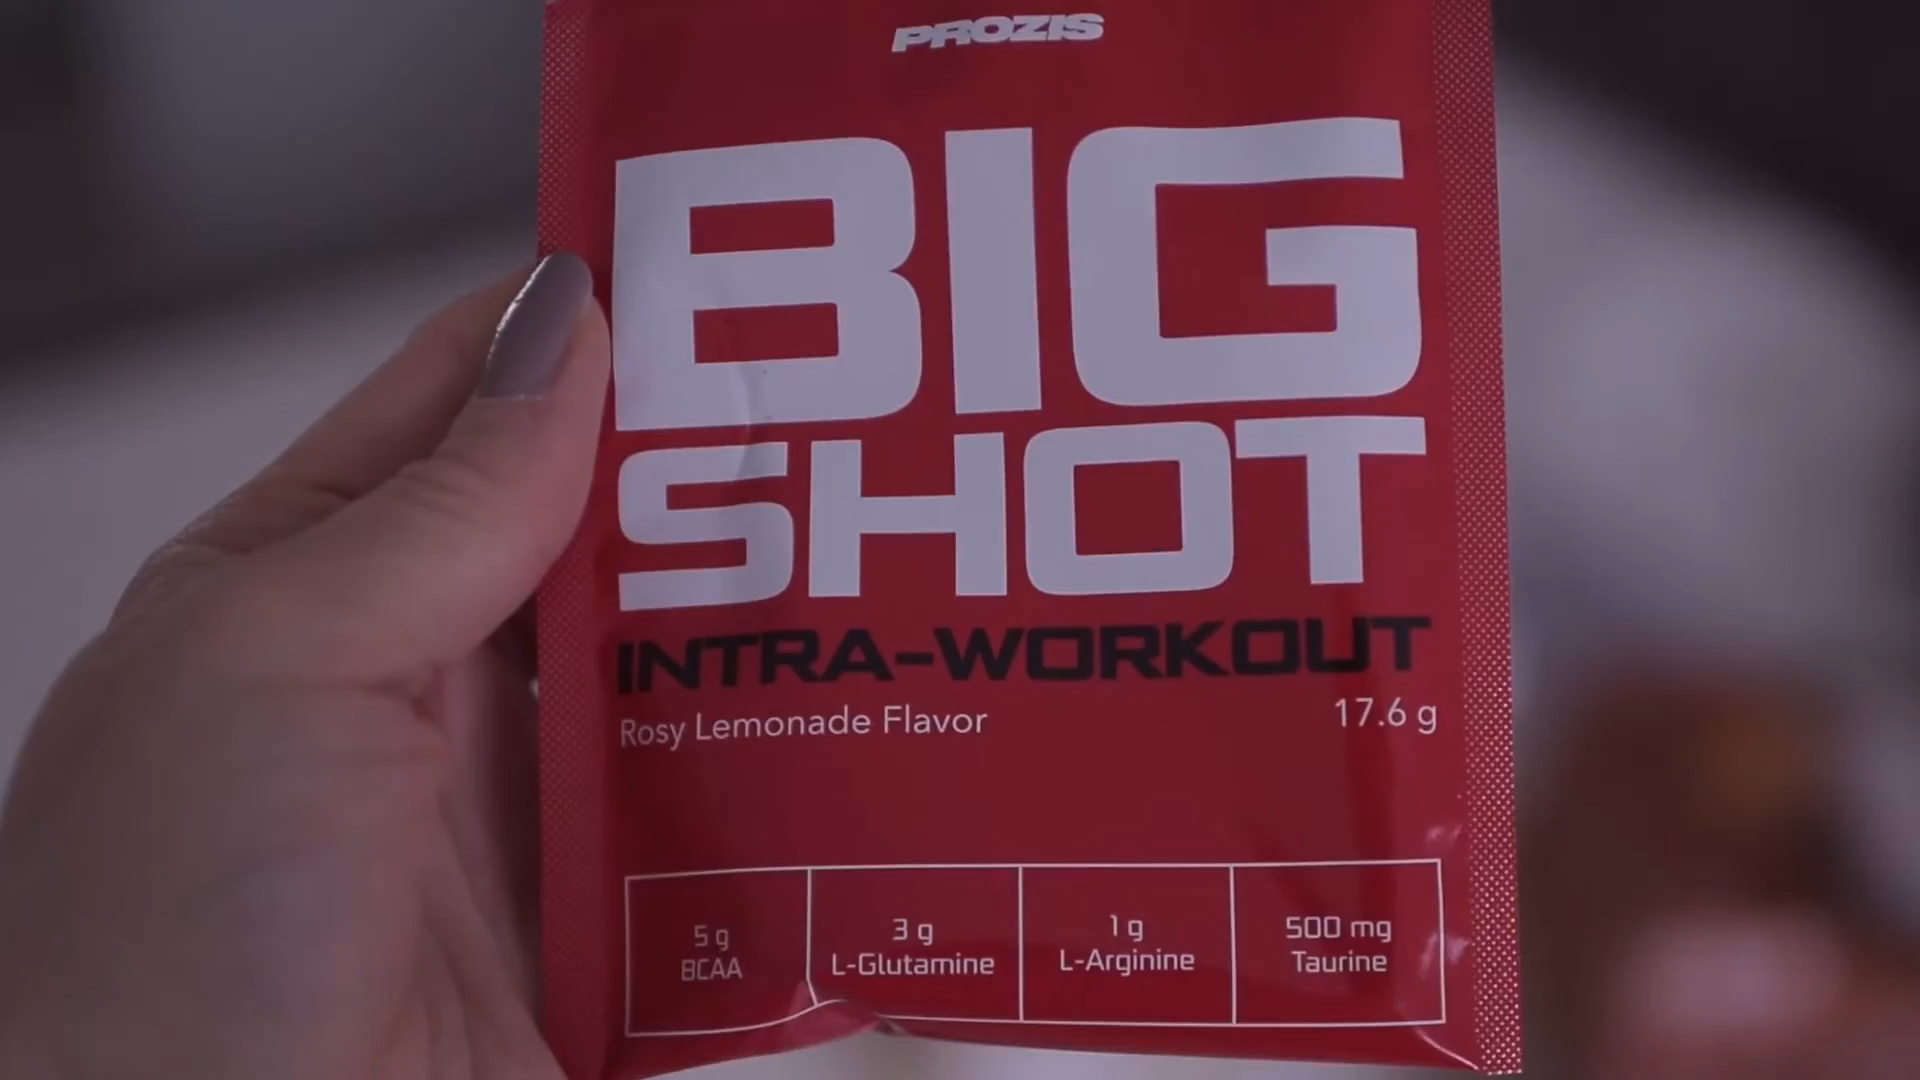 PROZIS
BIG
SHOT
INTRA-WORKOUT
Rosy Lemonade Flavor 17.6 g
5 g BCAA
3 g L-Glutamine
1 g L-Arginine
500 mg Taurine